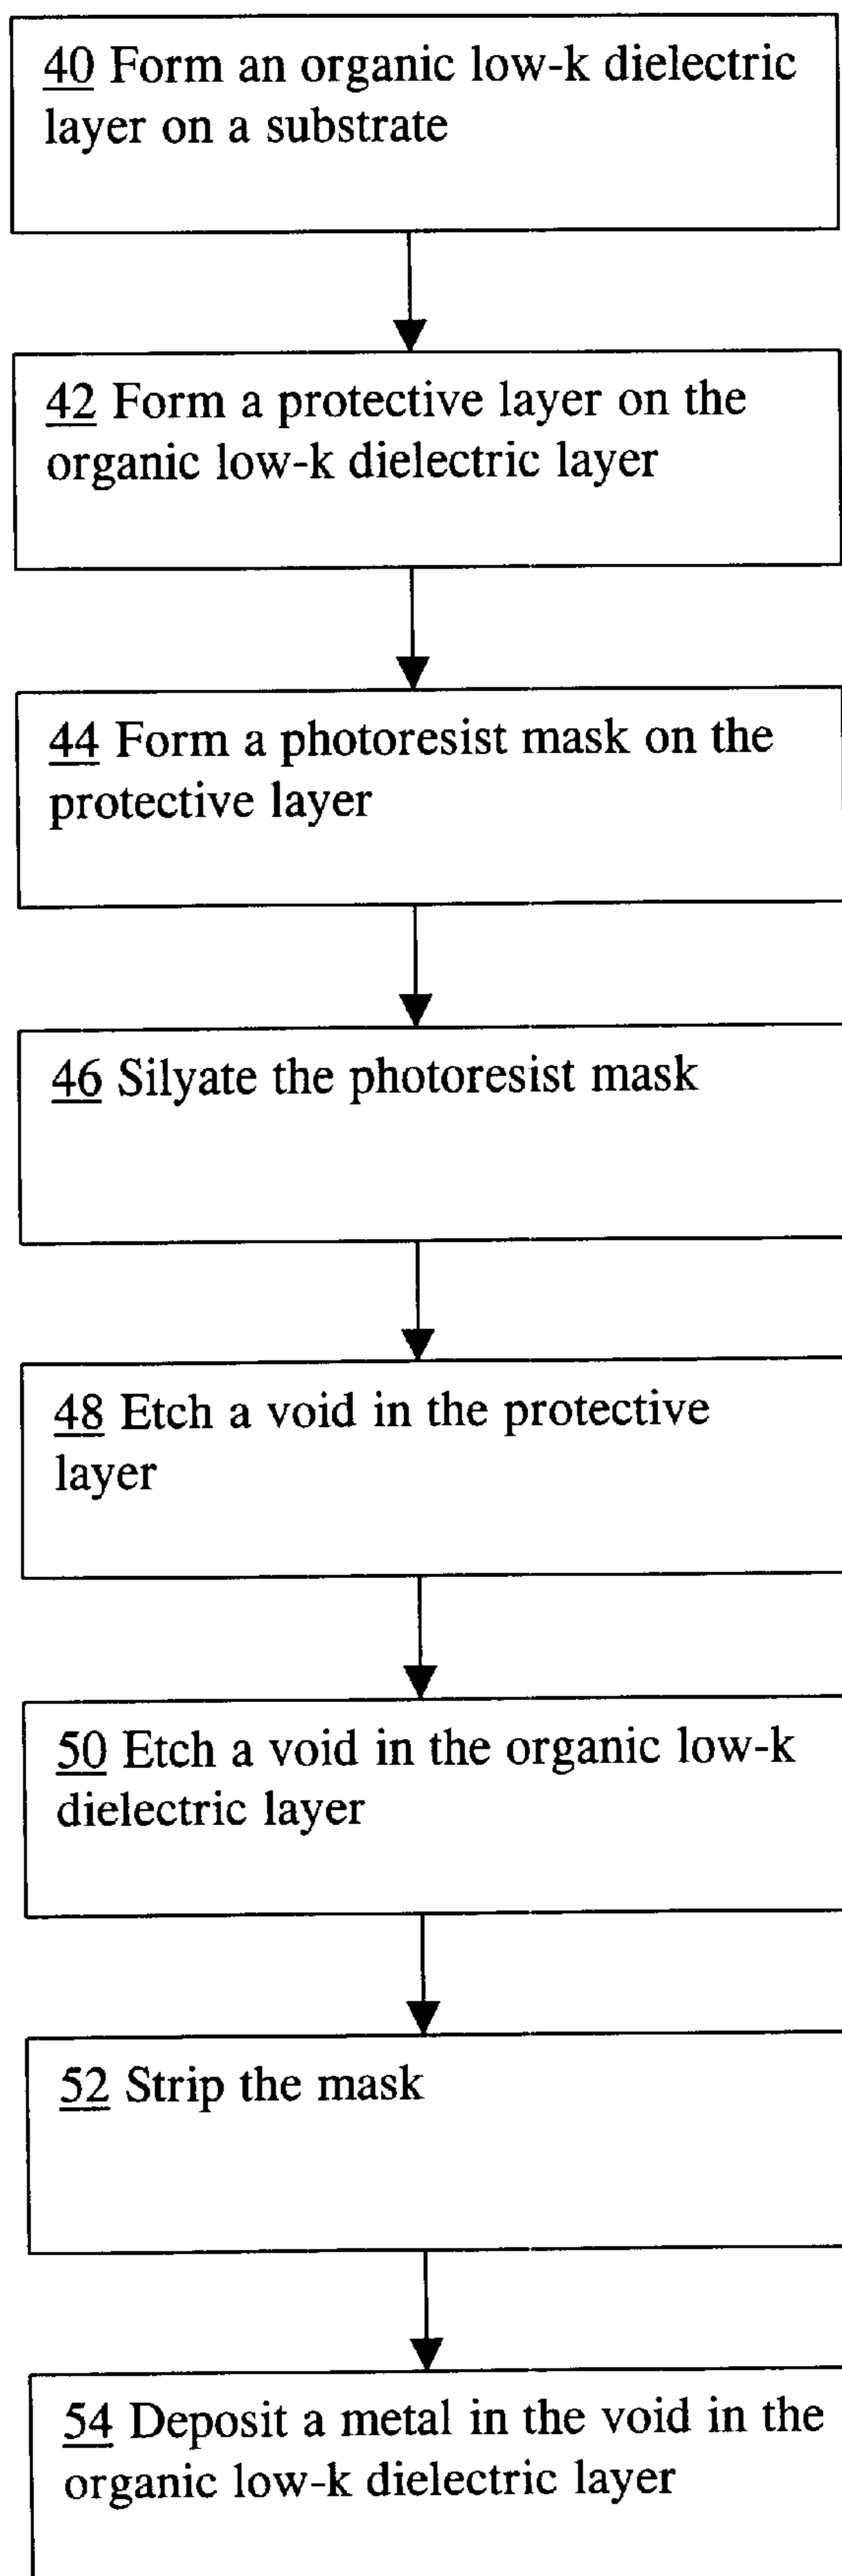 40 Form an organic low-k dielectric
layer on a substrate
42 Form a protective layer on the
organic low-k dielectric layer
44 Form a photoresist mask on the
protective layer
46 Silyate the photoresist mask
48 Etch a void in the protective
layer
50 Etch a void in the organic low-k
dielectric layer
52 Strip the mask
54 Deposit a metal in the void in the
organic low-k dielectric layer